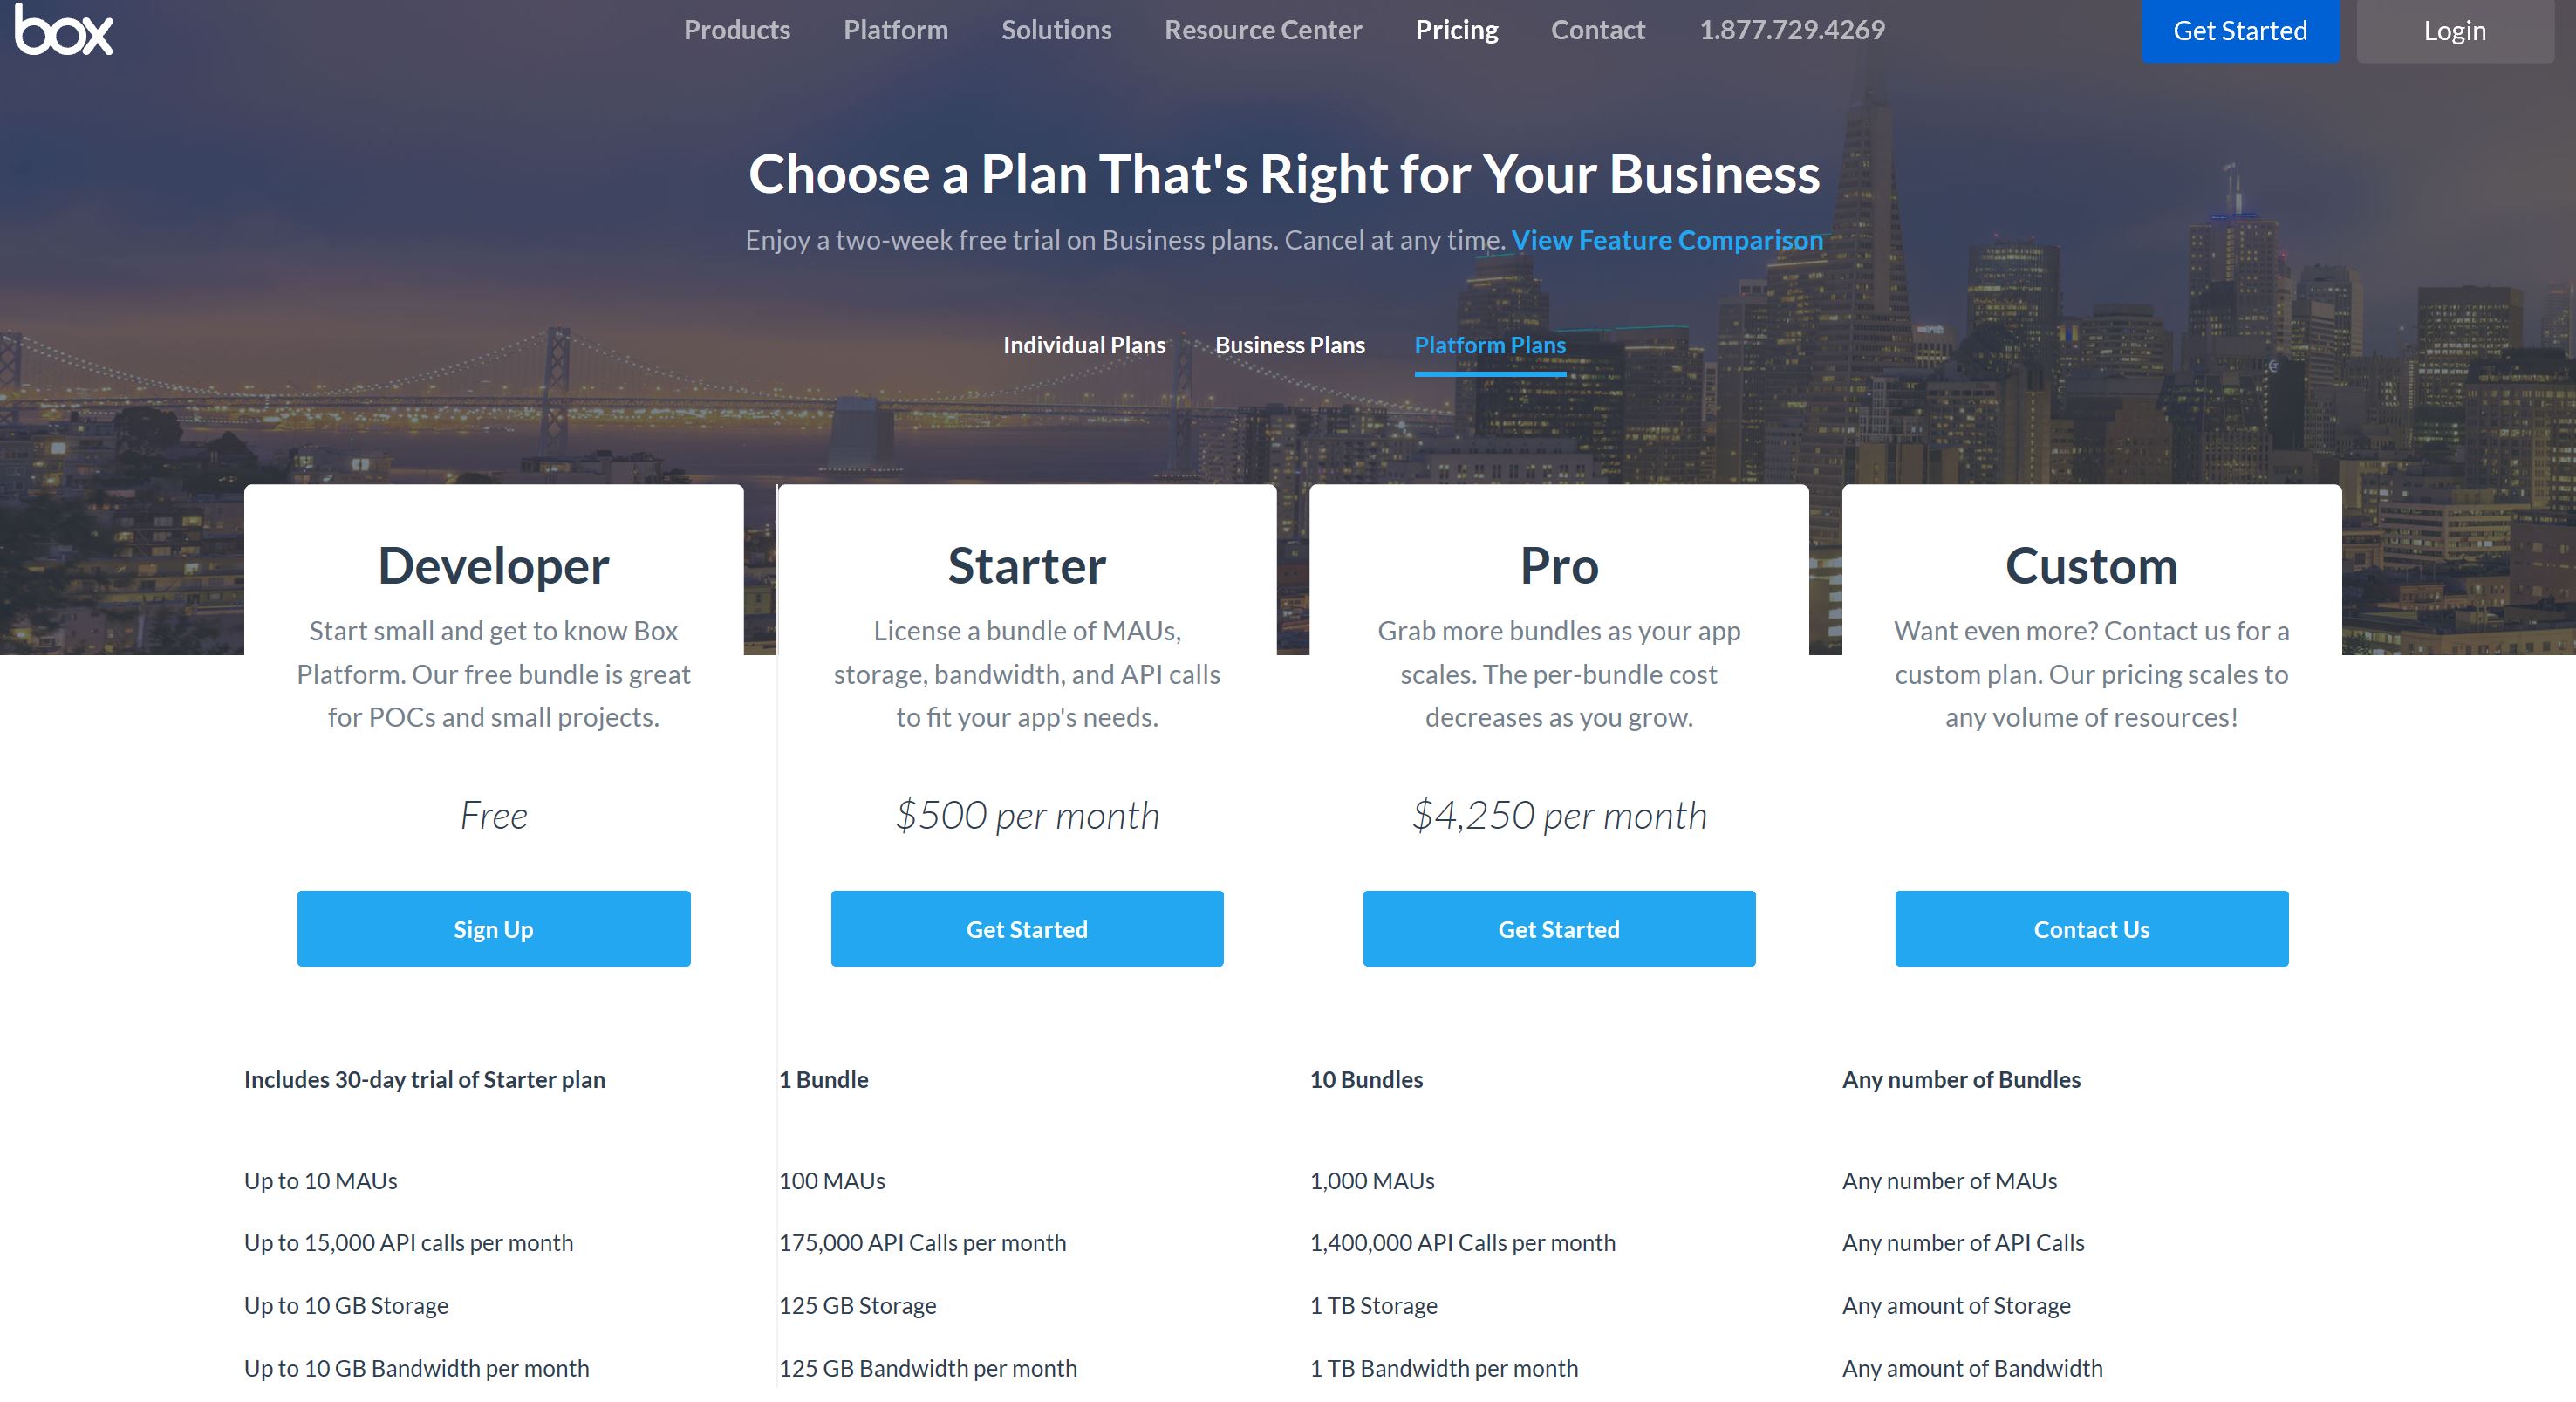 box
Products Platform Solutions Resource Center Pricing Contact 1.877.729.4269 Get Started Login
Choose a Plan That's Right for Your Business
Enjoy a two-week free trial on Business plans. Cancel at any time. View Feature Comparison
Individual Plans Business Plans Platform Plans
Developer
Start small and get to know Box
Platform. Our free bundle is great
for POCs and small projects.
Free
Sign Up
Includes 30-day trial of Starter plan
Up to 10 MAUs
Up to 15,000 API calls per month
Up to 10 GB Storage
Up to 10 GB Bandwidth per month
Starter
License a bundle of MAUs,
storage, bandwidth, and API calls
to fit your app's needs.
$500 per month
Get Started
1 Bundle
100 MAUs
175,000 API Calls per month
125 GB Storage
125 GB Bandwidth per month
Pro
Grab more bundles as your app
scales. The per-bundle cost
decreases as you grow.
$4,250 per month
Get Started
10 Bundles
1,000 MAUs
1,400,000 API Calls per month
1 TB Storage
1 TB Bandwidth per month
Custom
Want even more? Contact us for a
custom plan. Our pricing scales to
any volume of resources!
Contact Us
Any number of Bundles
Any number of MAUs
Any number of API Calls
Any amount of Storage
Any amount of Bandwidth